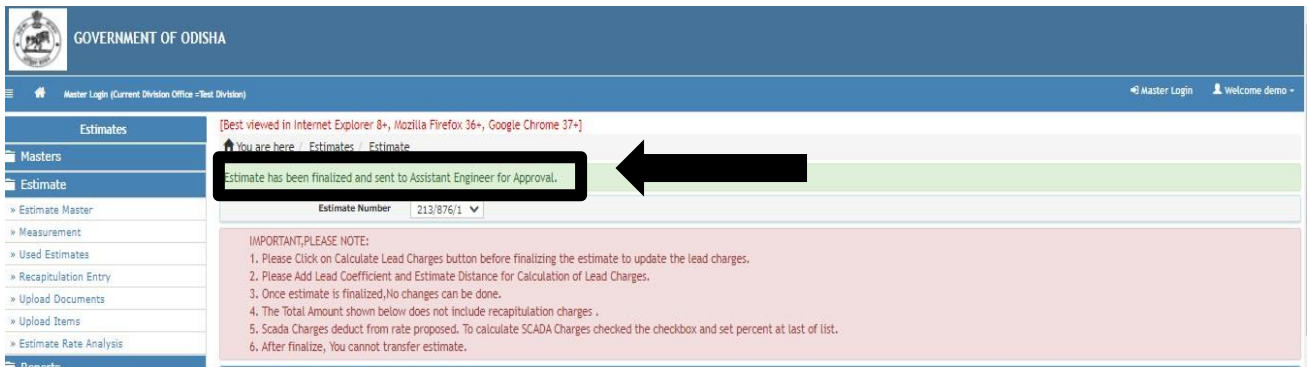 GOVERNMENT OF ODISHA
Master Login (Current Division Office =Test Division)
Master Login
Welcome demo
Estimates
Masters
Estimate
» Estimate Master
» Measurement
» Used Estimates
» Recapitulation Entry
» Upload Documents
» Upload Items
» Estimate Rate Analysis
Reports
[Best viewed in Internet Explorer 8+, Mozilla Firefox 36+, Google Chrome 37+]
You are here / Estimates / Estimate
Estimate has been finalized and sent to Assistant Engineer for Approval.
Estimate Number 213/876/1
IMPORTANT,PLEASE NOTE:
1. Please Click on Calculate Lead Charges button before finalizing the estimate to update the lead charges.
2. Please Add Lead Coefficient and Estimate Distance for Calculation of Lead Charges.
3. Once estimate is finalized,No changes can be done.
4. The Total Amount shown below does not include recapitulation charges .
5. Scada Charges deduct from rate proposed. To calculate SCADA Charges checked the checkbox and set percent at last of list.
6. After finalize, You cannot transfer estimate.